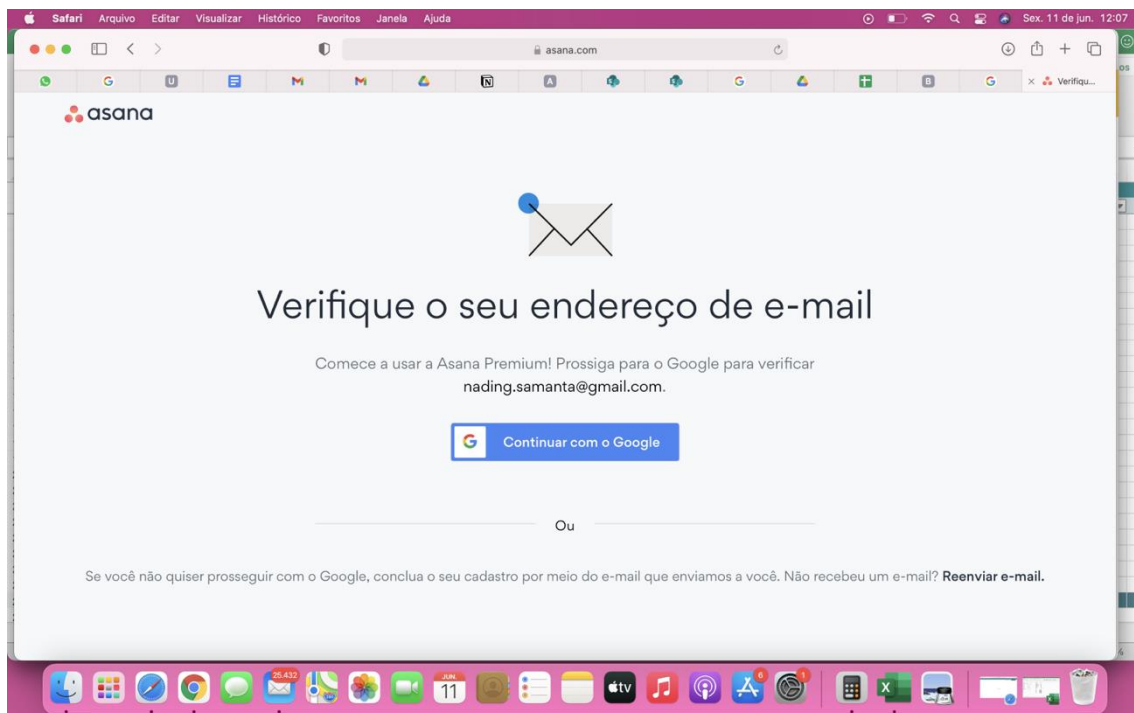 Safari Arquivo Editar Visualizar Histórico Favoritos Janela Ajuda Sex. 11 de jun. 12:07
asana.com
Verifiqu...
asana
Verifique o seu endereço de e-mail
Comece a usar a Asana Premium! Prossiga para o Google para verificar
nading.samanta@gmail.com.
Continuar com o Google
Ou
Se você não quiser prosseguir com o Google, conclua o seu cadastro por meio do e-mail que enviamos a você. Não recebeu um e-mail? Reenviar e-mail.
25.432
JUN.
11
tv
6
1